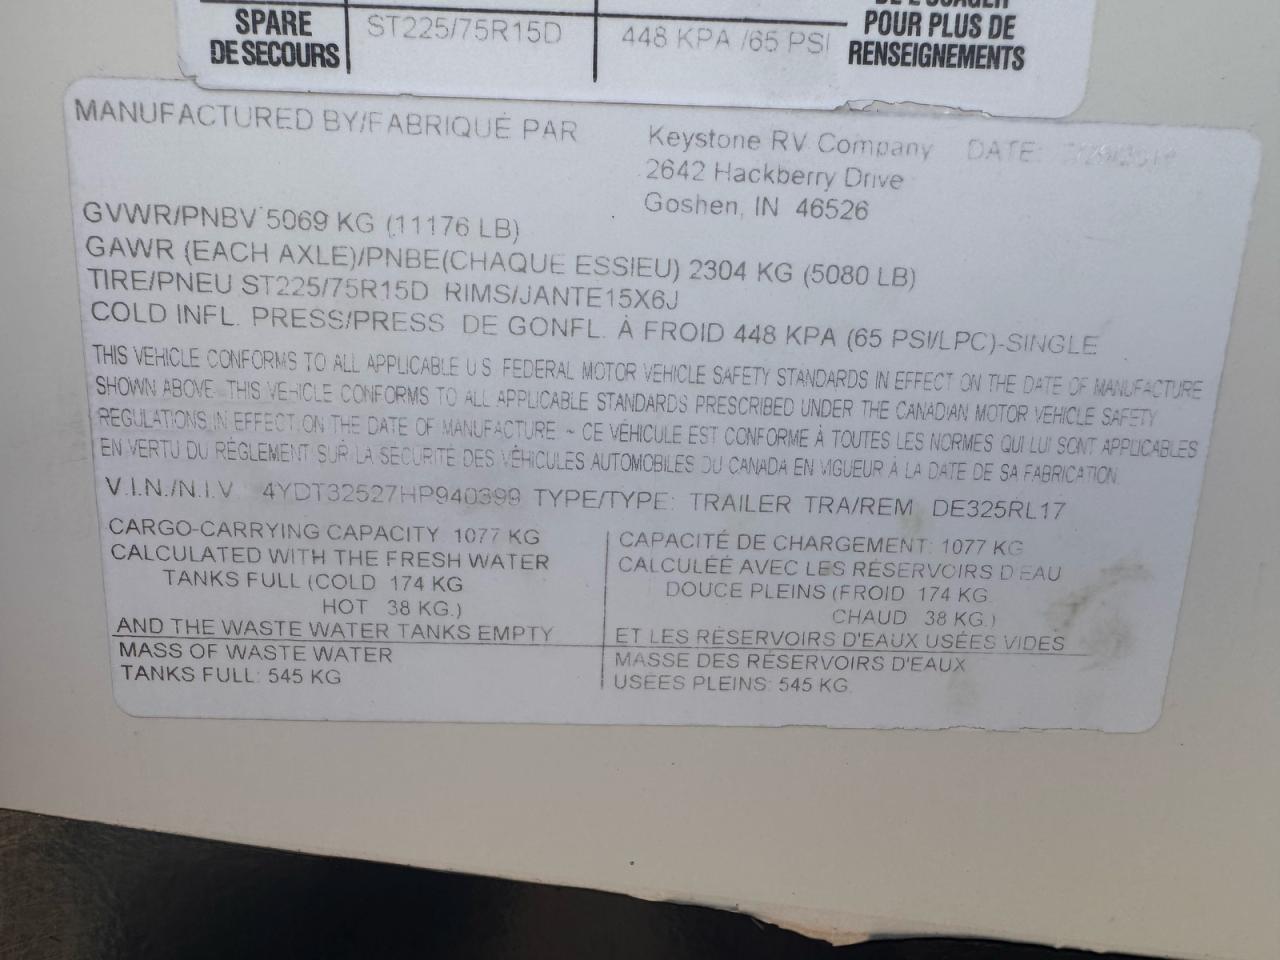 SPARE
DE SECOURS
ST225/75R15D
448 KPA /65 PSI
POUR PLUS DE
RENSEIGNEMENTS
MANUFACTURED BY/FABRIQUÉ PAR
Keystone RV Company DATE:
2642 Hackberry Drive
Goshen, IN 46526
GVWR/PNBV 5069 KG (11176 LB)
GAWR (EACH AXLE)/PNBE(CHAQUE ESSIEU) 2304 KG (5080 LB)
TIRE/PNEU ST225/75R15D RIMS/JANTE15X6J
COLD INFL. PRESS/PRESS DE GONFL. À FROID 448 KPA (65 PSI/LPC)-SINGLE
THIS VEHICLE CONFORMS TO ALL APPLICABLE U.S. FEDERAL MOTOR VEHICLE SAFETY STANDARDS IN EFFECT ON THE DATE OF MANUFACTURE
SHOWN ABOVE. THIS VEHICLE CONFORMS TO ALL APPLICABLE STANDARDS PRESCRIBED UNDER THE CANADIAN MOTOR VEHICLE SAFETY
REGULATIONS IN EFFECT ON THE DATE OF MANUFACTURE ~ CE VÉHICULE EST CONFORME À TOUTES LES NORMES QUI LUI SONT APPLICABLES
EN VERTU DU RÉGLEMENT SUR LA SÉCURITÉ DES VÉHICULES AUTOMOBILES DU CANADA EN VIGUEUR À LA DATE DE SA FABRICATION.
V.I.N./N.I.V. 4YDT32527HP940399 TYPE/TYPE: TRAILER TRA/REM DE325RL17
CARGO-CARRYING CAPACITY 1077 KG
CALCULATED WITH THE FRESH WATER
TANKS FULL (COLD 174 KG
HOT 38 KG.)
AND THE WASTE WATER TANKS EMPTY
MASS OF WASTE WATER
TANKS FULL: 545 KG
CAPACITÉ DE CHARGEMENT: 1077 KG
CALCULÉE AVEC LES RÉSERVOIRS D'EAU
DOUCE PLEINS (FROID 174 KG.
CHAUD 38 KG.)
ET LES RÉSERVOIRS D'EAUX USÉES VIDES
MASSE DES RÉSERVOIRS D'EAUX
USÉES PLEINS: 545 KG.